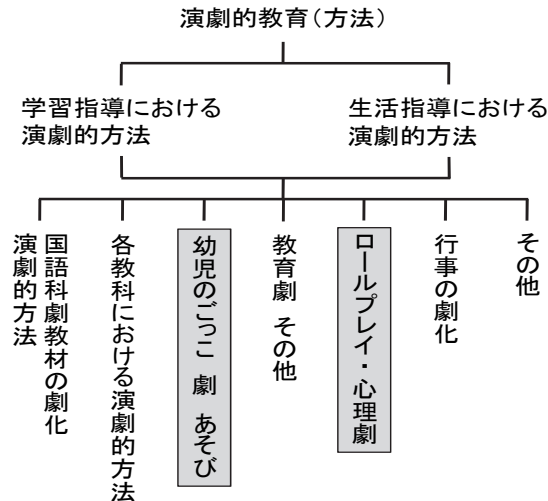 演劇的教育（方法）
学習指導における
演劇的方法
生活指導における
演劇的方法
国語科劇教材の劇化
演劇的方法
各教科における演劇的方法
幼児のごっこ 劇 あそび
教育劇 その他
ロールプレイ・心理劇
行事の劇化
その他